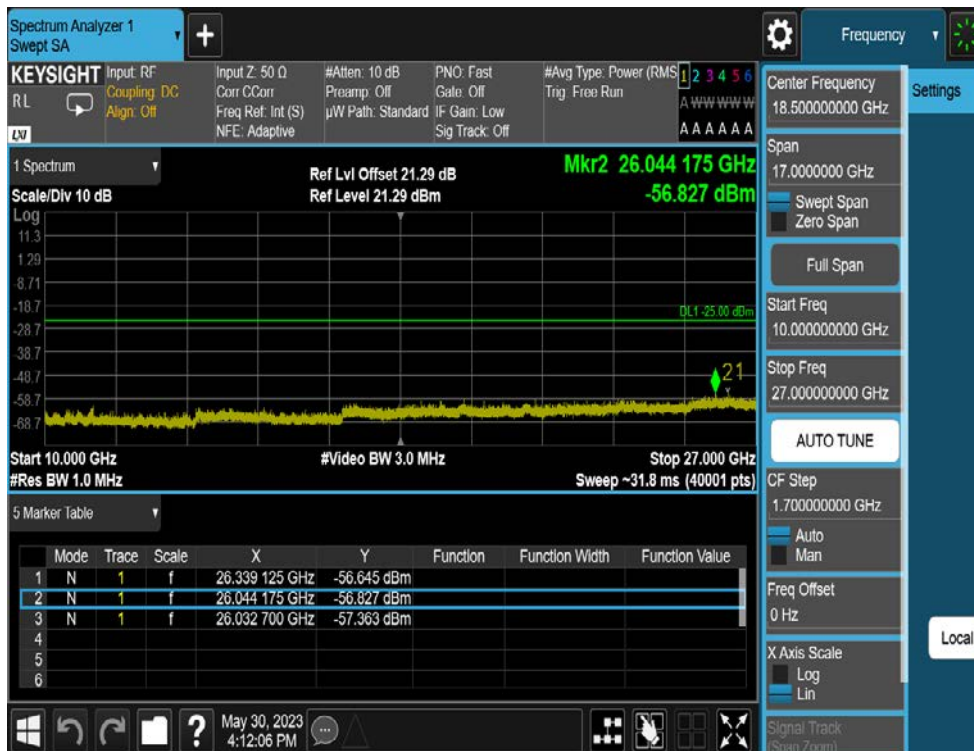 Spectrum Analyzer 1
Swept SA
+
Frequency
KEYSIGHT
RL
LXI
Input: RF
Coupling: DC
Align: Off
Input Z: 50 Ω
Corr CCorr
Freq Ref: Int (S)
NFE: Adaptive
#Atten: 10 dB
Preamp: Off
µW Path: Standard
PNO: Fast
Gate: Off
IF Gain: Low
Sig Track: Off
#Avg Type: Power (RMS
Trig: Free Run
1 2 3 4 5 6
A W W W W W
A A A A A A
1 Spectrum
Scale/Div 10 dB
Ref Lvl Offset 21.29 dB
Ref Level 21.29 dBm
Mkr2 26.044 175 GHz
-56.827 dBm
Log
11.3
1.29
-8.71
-18.7
-28.7
-38.7
-48.7
-58.7
-68.7
DL1 -25.00 dBm
21
Start 10.000 GHz
#Video BW 3.0 MHz
Stop 27.000 GHz
#Res BW 1.0 MHz
Sweep ~31.8 ms (40001 pts)
5 Marker Table
Mode Trace Scale X Y Function Function Width Function Value
1 N 1 f 26.339 125 GHz -56.645 dBm
2 N 1 f 26.044 175 GHz -56.827 dBm
3 N 1 f 26.032 700 GHz -57.363 dBm
4
5
6
?
May 30, 2023
4:12:06 PM
Center Frequency
18.500000000 GHz
Span
17.0000000 GHz
Swept Span
Zero Span
Full Span
Start Freq
10.000000000 GHz
Stop Freq
27.000000000 GHz
AUTO TUNE
CF Step
1.700000000 GHz
Auto
Man
Freq Offset
0 Hz
X Axis Scale
Log
Lin
Signal Track
(Span Zoom)
Settings
Local